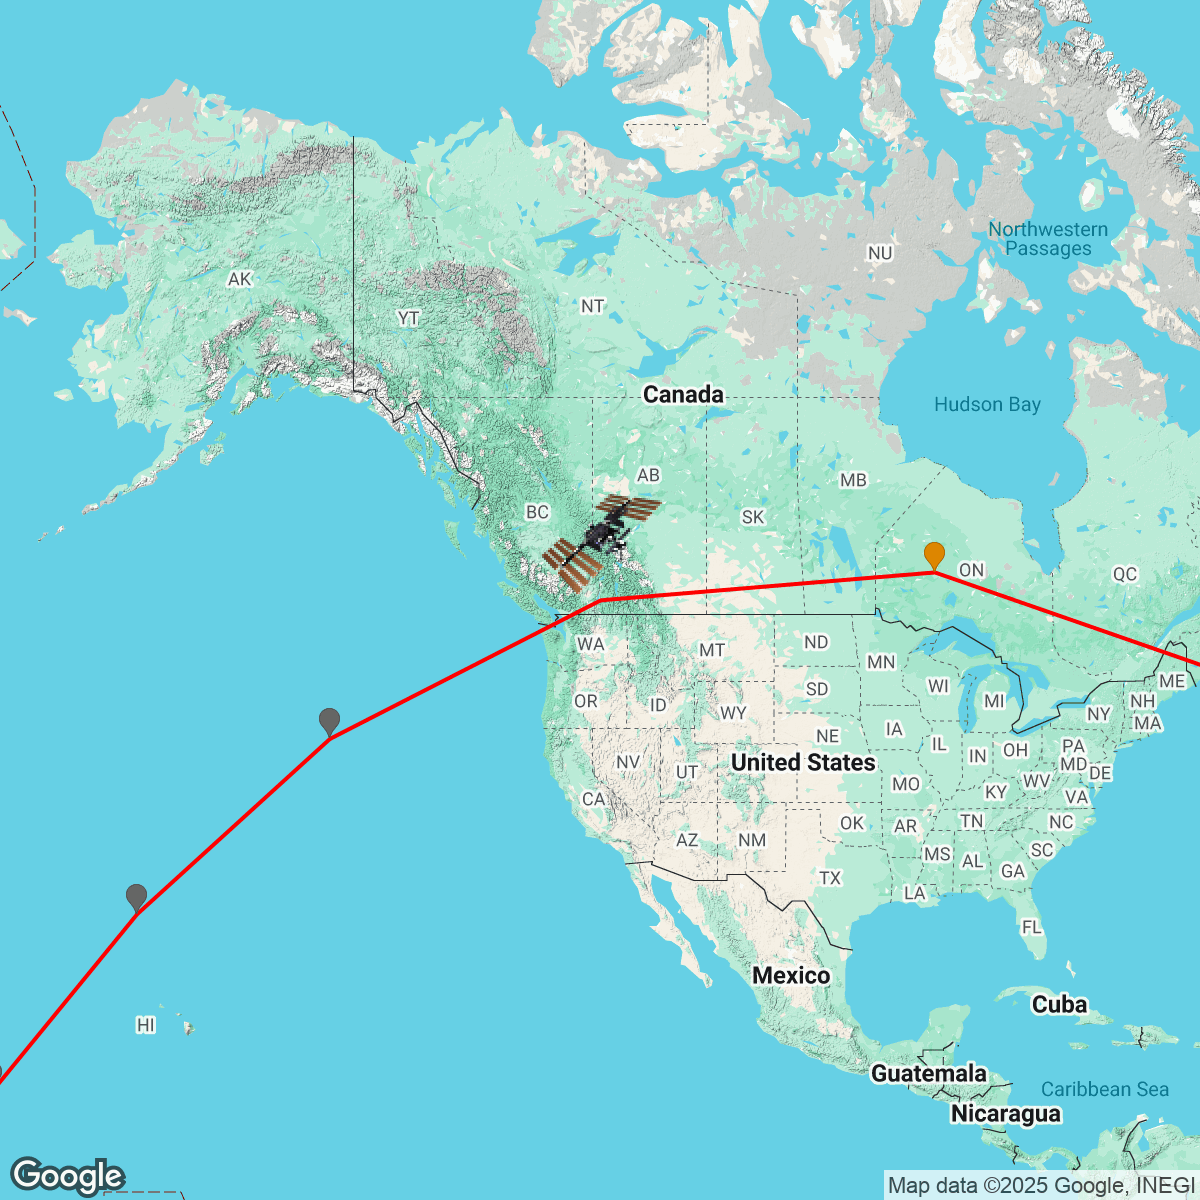 Northwestern
Passages
NU
AK
NT
YT
Canada
Hudson Bay
AB
MB
BC
SK
ON
QC
WA
MT
ND
MN
ME
OR
ID
SD
WI
MI
NH
WY
NY
MA
IA
NE
IL
IN
OH
PA
NV
UT
United States
MD
DE
MO
KY
WV
VA
CA
OK
AR
TN
NC
AZ
NM
MS
AL
SC
GA
TX
LA
FL
Mexico
Cuba
HI
Guatemala
Caribbean Sea
Nicaragua
Google
Map data ©2025 Google, INEGI